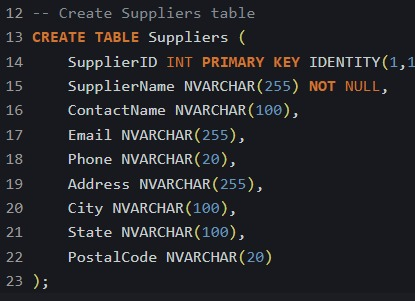 12 -- Create Suppliers table
13 CREATE TABLE Suppliers (
14     SupplierID INT PRIMARY KEY IDENTITY(1,1
15     SupplierName NVARCHAR(255) NOT NULL,
16     ContactName NVARCHAR(100),
17     Email NVARCHAR(255),
18     Phone NVARCHAR(20),
19     Address NVARCHAR(255),
20     City NVARCHAR(100),
21     State NVARCHAR(100),
22     PostalCode NVARCHAR(20)
23 );